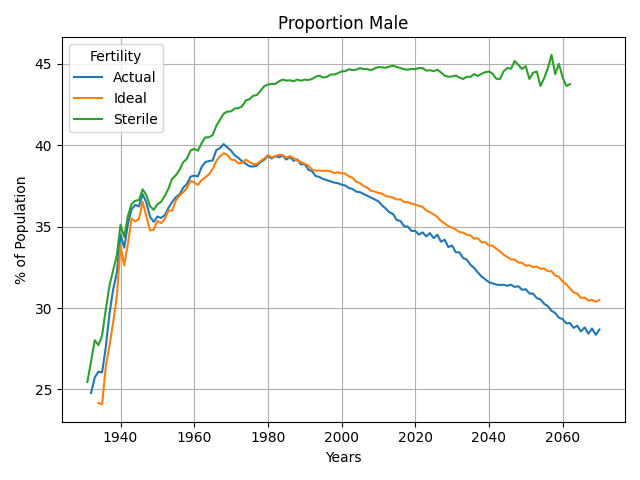 Proportion Male
Fertility
Actual
Ideal
Sterile
% of Population
45
40
35
30
25
1940 1960 1980 2000 2020 2040 2060
Years